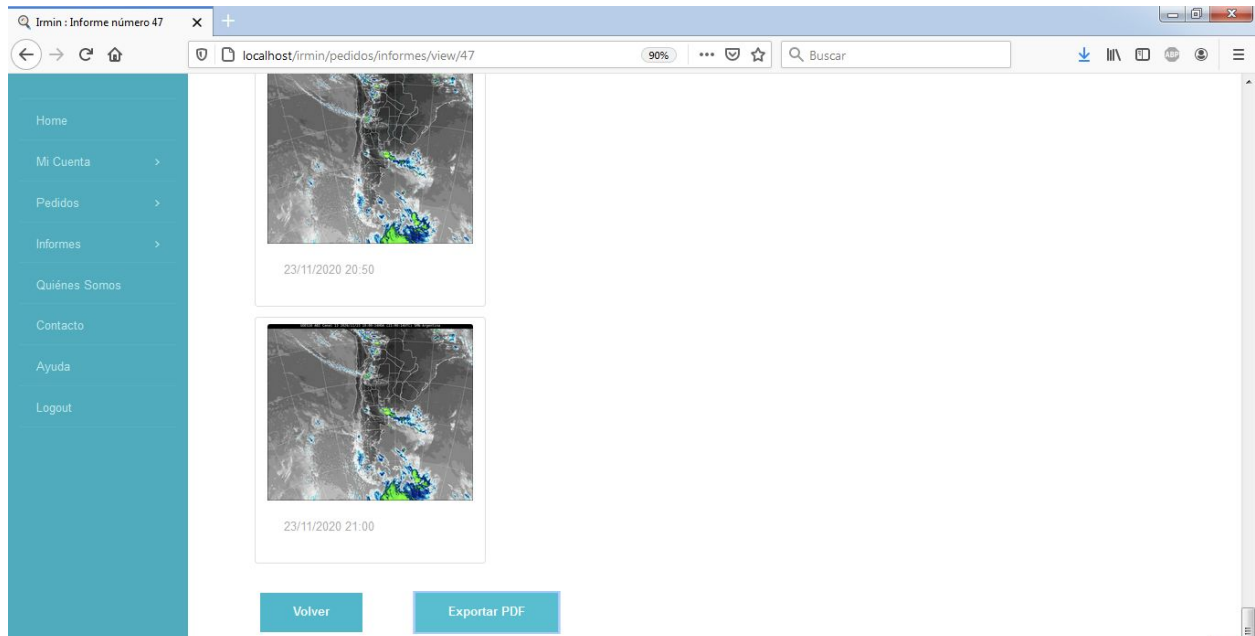 Irmin : Informe número 47
localhost/irmin/pedidos/informes/view/47
90%
Buscar
ABP
Home
Mi Cuenta
Pedidos
Informes
Quiénes Somos
Contacto
Ayuda
Logout
23/11/2020 20:50
23/11/2020 21:00
Volver
Exportar PDF